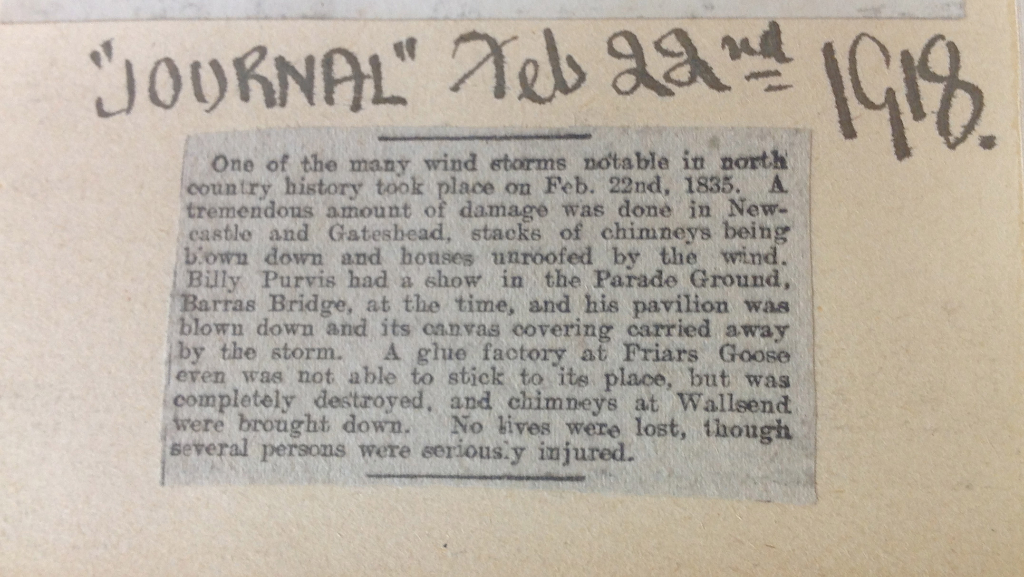 "JOURNAL" Feb 22nd 1918.
One of the many wind storms notable in north
country history took place on Feb. 22nd, 1835. A
tremendous amount of damage was done in New-
castle and Gateshead, stacks of chimneys being
blown down and houses unroofed by the wind.
Billy Purvis had a show in the Parade Ground,
Barras Bridge, at the time, and his pavilion was
blown down and its canvas covering carried away
by the storm. A glue factory at Friars Goose
even was not able to stick to its place, but was
completely destroyed, and chimneys at Wallsend
were brought down. No lives were lost, though
several persons were seriously injured.